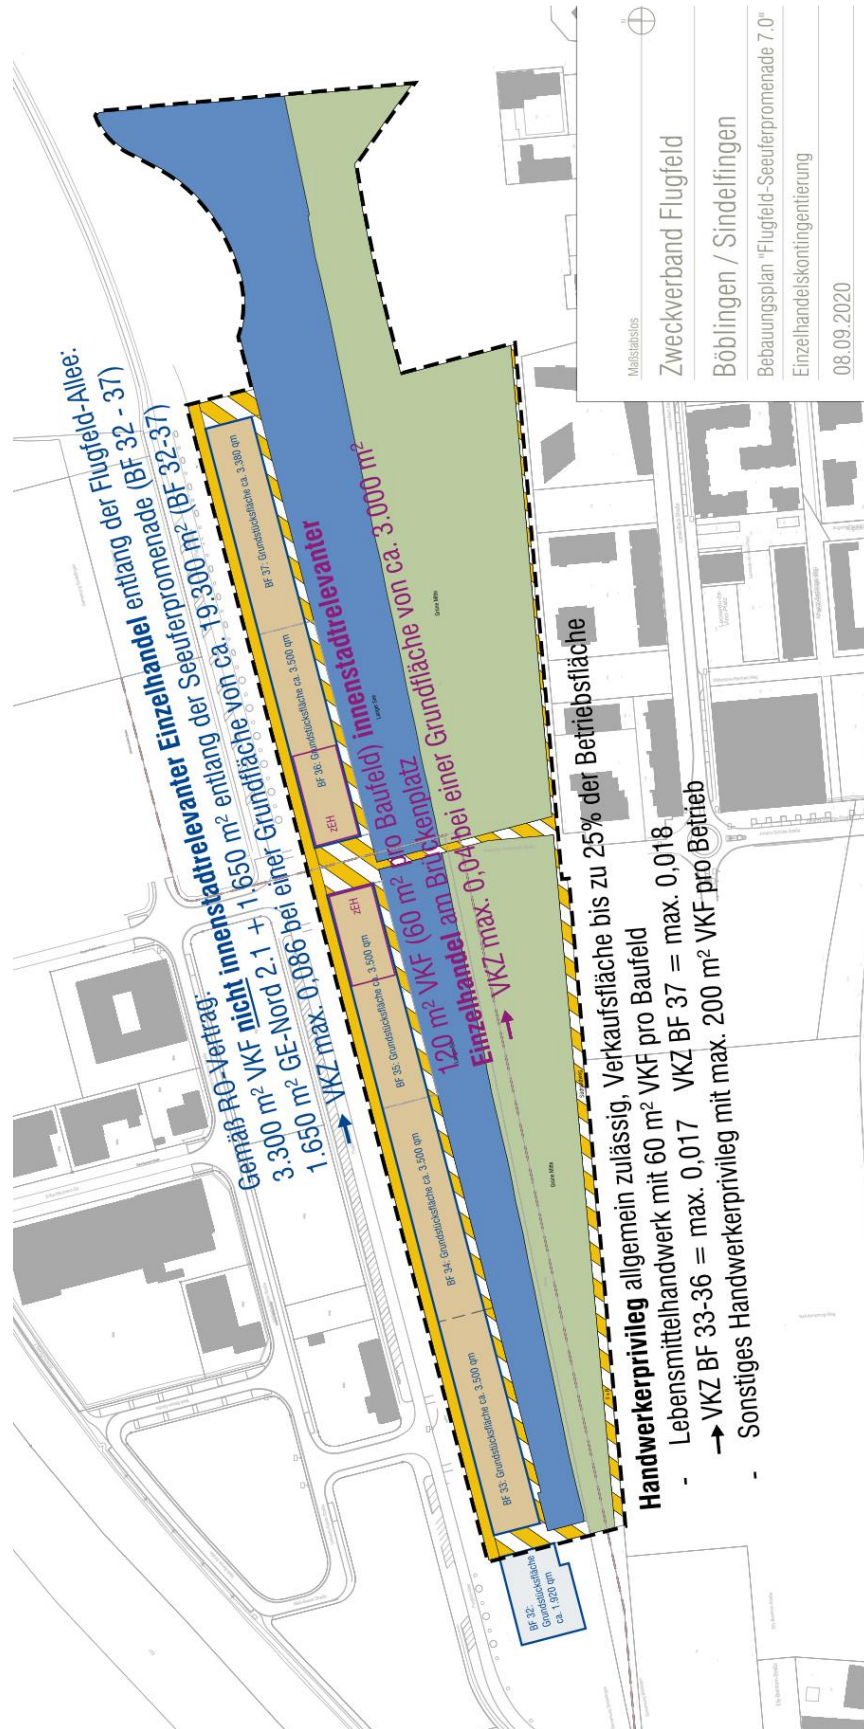 Gemäß RO-Vertrag:
3.300 m² VKF nicht innenstadtrelevanter Einzelhandel entlang der Flugfeld-Allee:
1.650 m² GE-Nord 2.1 + 1.650 m² entlang der Seeuferpromenade (BF 32 - 37)
→ VKZ max. 0,086 bei einer Grundfläche von ca. 19.300 m² (BF 32-37)
BF 32:
Grundstücksfläche
ca. 1.920 qm
BF 33: Grundstücksfläche ca. 3.500 qm
BF 34: Grundstücksfläche ca. 3.500 qm
BF 35: Grundstücksfläche ca. 3.500 qm
zEH
zEH
BF 36: Grundstücksfläche ca. 3.500 qm
BF 37: Grundstücksfläche ca. 3.380 qm
120 m² VKF (60 m² pro Baufeld) innenstadtrelevanter
Einzelhandel am Brückenplatz
→ VKZ max. 0,04 bei einer Grundfläche von ca. 3.000 m²
Langer See
Grüne Mitte
Grüne Mitte
Handwerkerprivileg allgemein zulässig, Verkaufsfläche bis zu 25% der Betriebsfläche
- Lebensmittelhandwerk mit 60 m² VKF pro Baufeld
→ VKZ BF 33-36 = max. 0,017 VKZ BF 37 = max. 0,018
- Sonstiges Handwerkerprivileg mit max. 200 m² VKF pro Betrieb
Maßstabslos
N
Zweckverband Flugfeld
Böblingen / Sindelfingen
Bebauungsplan "Flugfeld-Seeuferpromenade 7.0"
Einzelhandelskontingentierung
08.09.2020